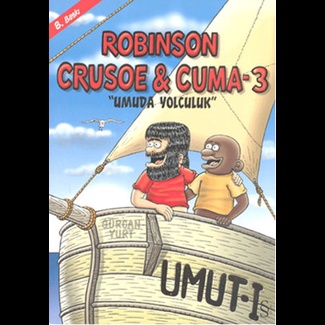 8. Baskı
ROBINSON
CRUSOE & CUMA-3
"UMUDA YOLCULUK"
GÜRCAN
YURT
UMUT-I